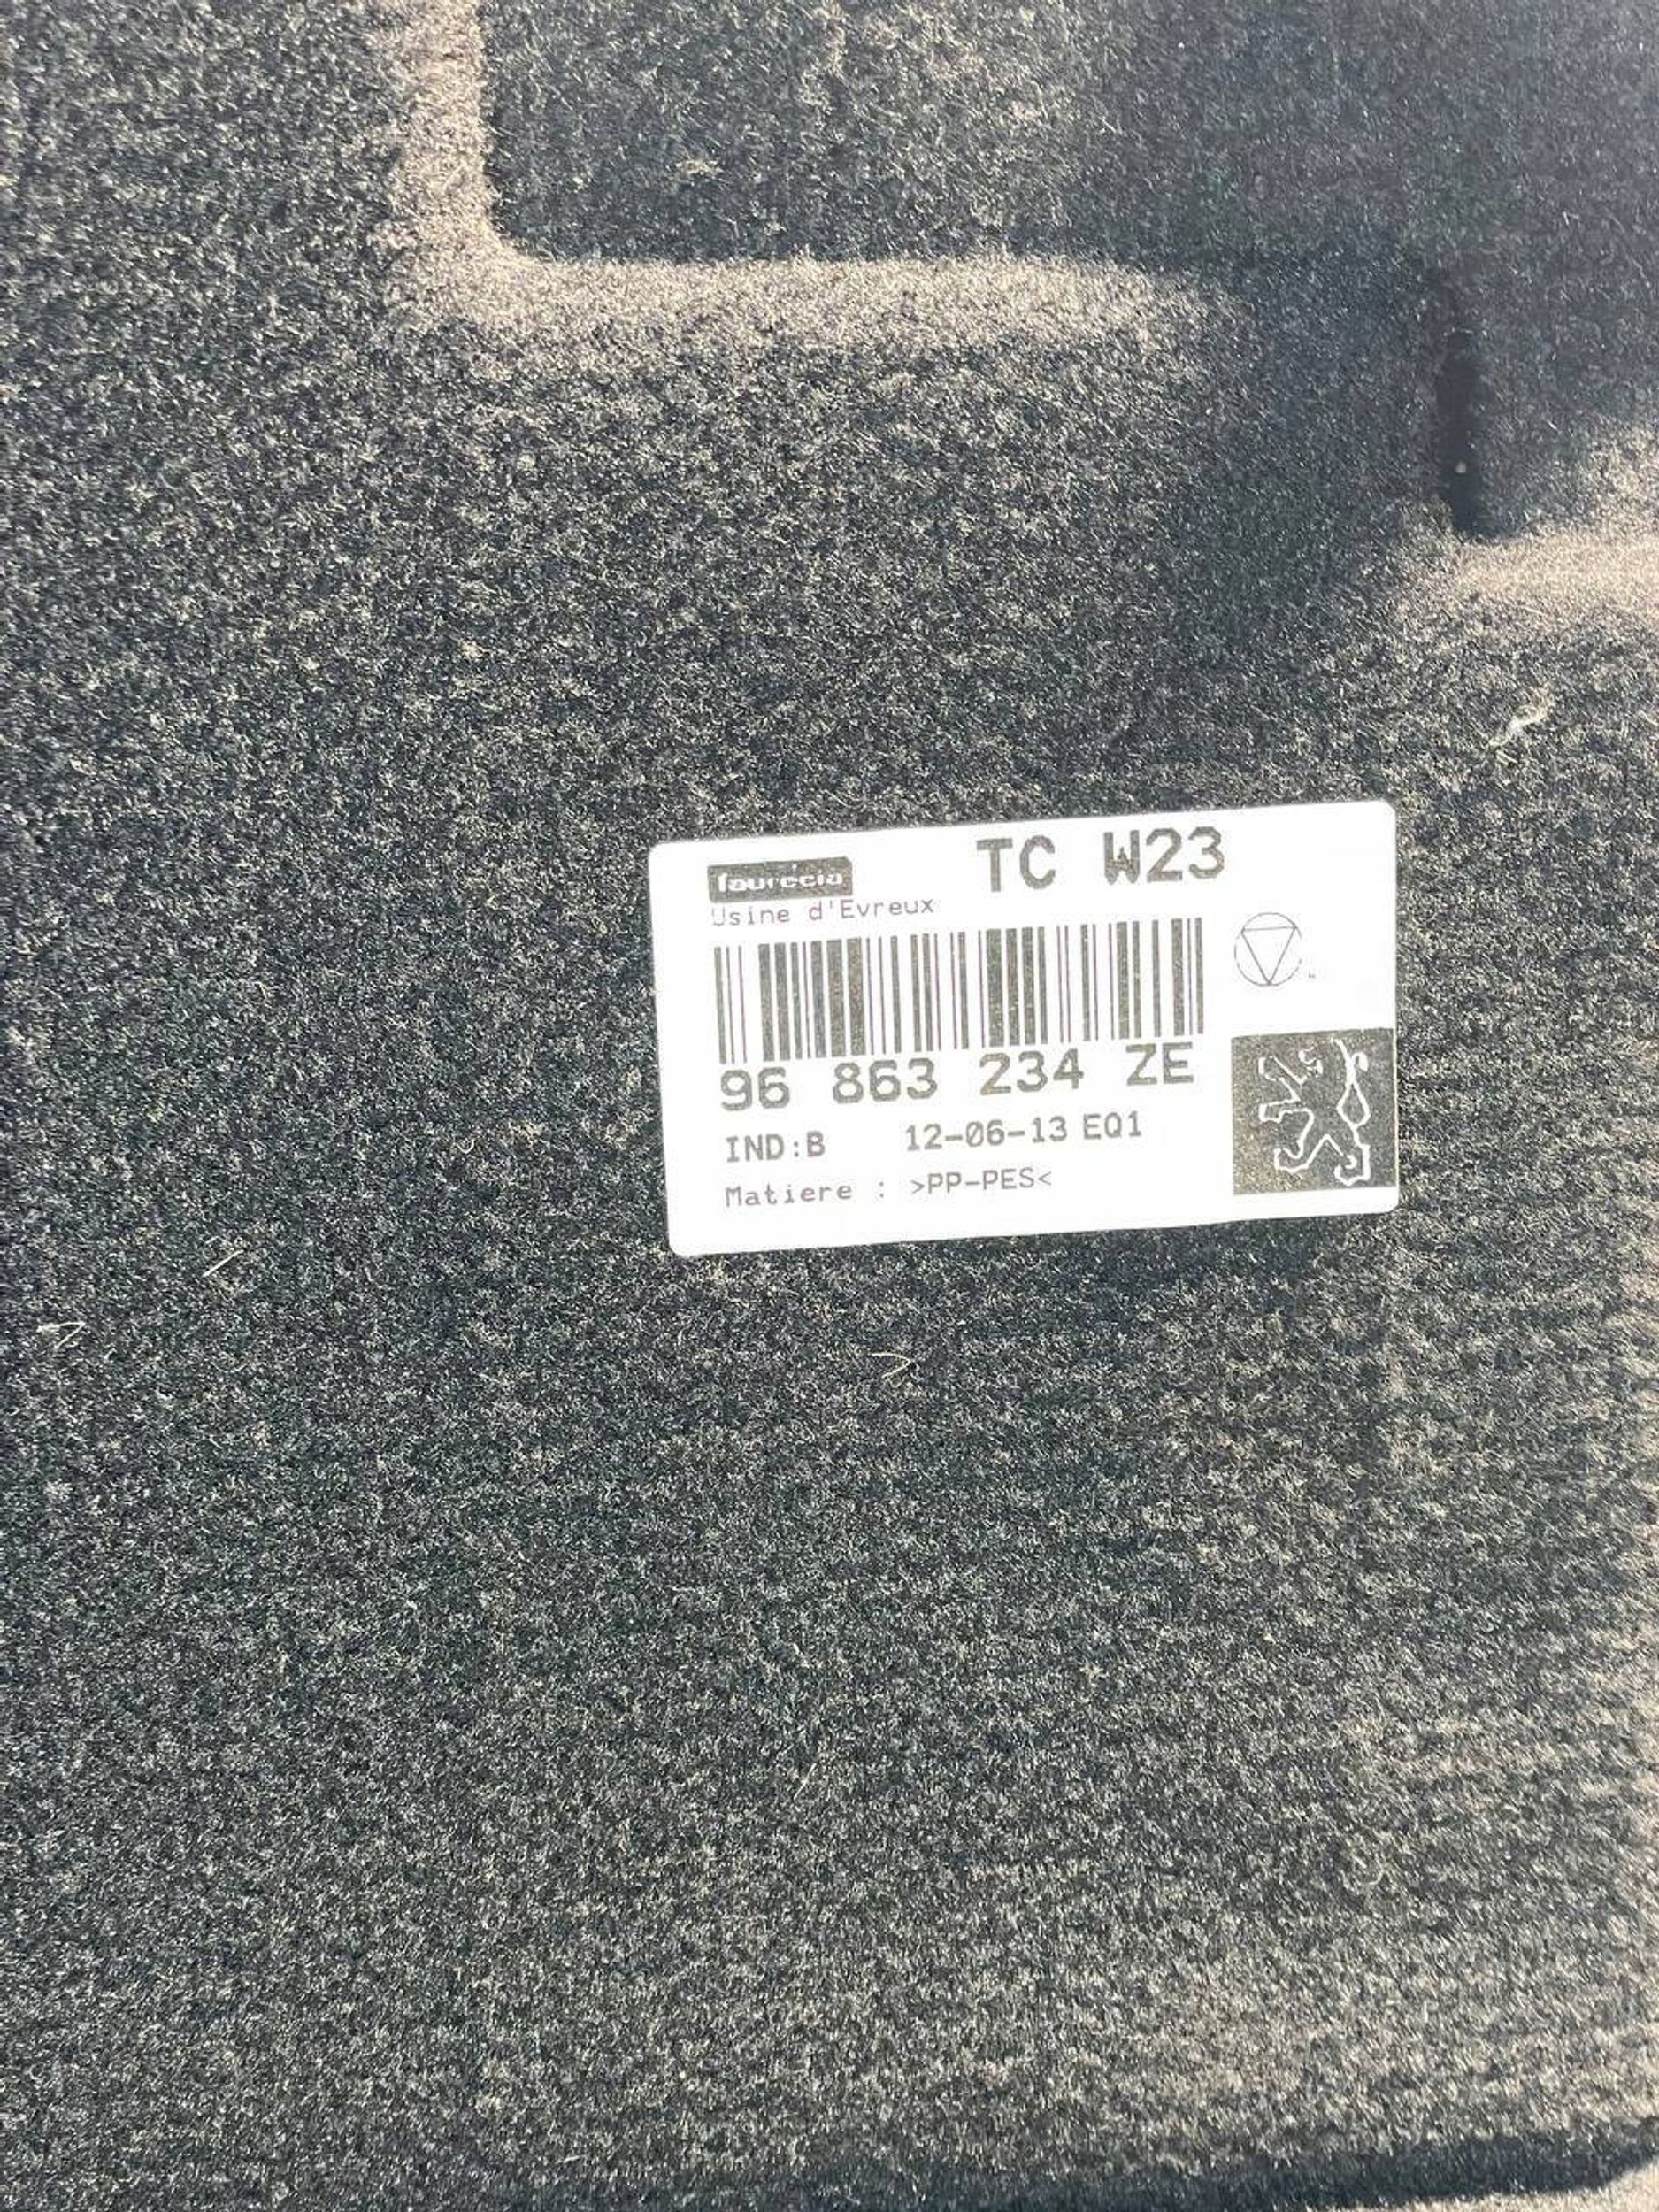 faurecia TC W23
Usine d'Evreux
96 863 234 ZE
IND:B 12-06-13 EQ1
Matiere : >PP-PES<